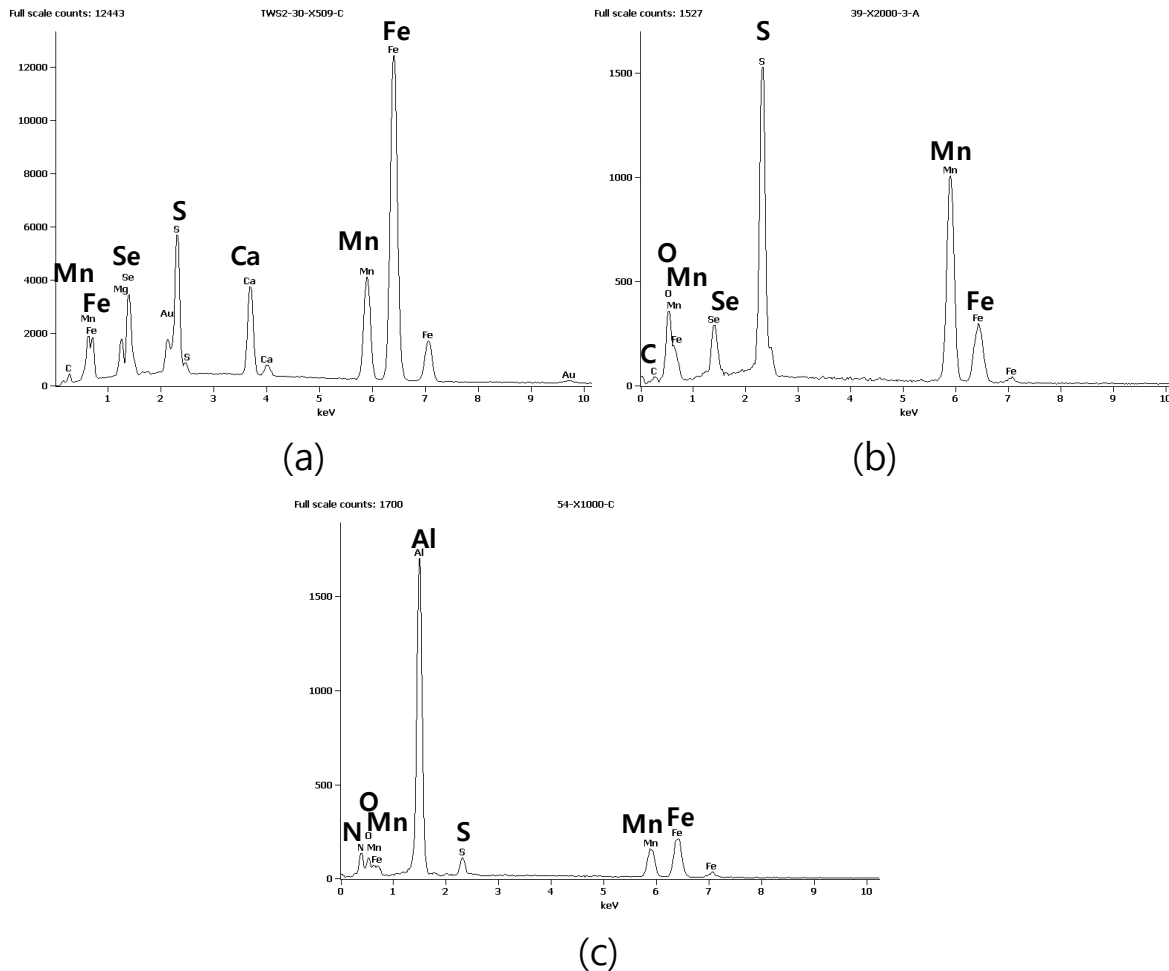 Full scale counts: 12443 TWS2-30-X509-C
Fe
Fe
12000
10000
8000
S
6000
S
Se
Ca
Mn
Mn
Se
Mn
4000
Mg
Ca
Fe
Au
Mn
Fe
2000
Fe
C
S
Ca
Au
0
1 2 3 4 5 6 7 8 9 10
keV
(a)
Full scale counts: 1527 39-X2000-3-A
S
S
1500
Mn
Mn
1000
O
Mn
500
O
Mn
Se
Fe
Se
Fe
Fe
C
C
Fe
0
0 1 2 3 4 5 6 7 8 9 10
keV
(b)
Full scale counts: 1700 54-X1000-C
Al
Al
1500
1000
500
O
N
Mn
S
Mn
Fe
O
N
Mn
Fe
S
Mn
Fe
Fe
0
0 1 2 3 4 5 6 7 8 9 10
keV
(c)